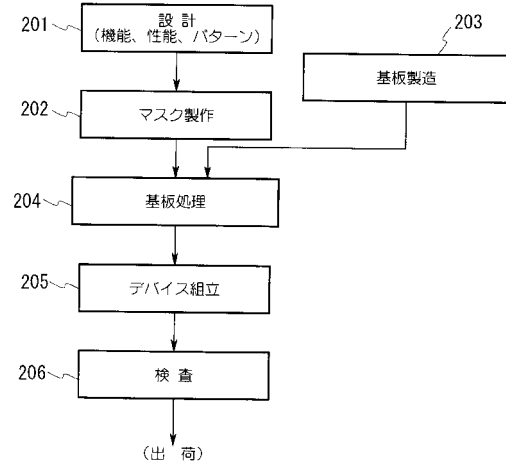 201
設 計
(機能、性能、パターン)
203
基板製造
202
マスク製作
204
基板処理
205
デバイス組立
206
検 査
(出 荷)